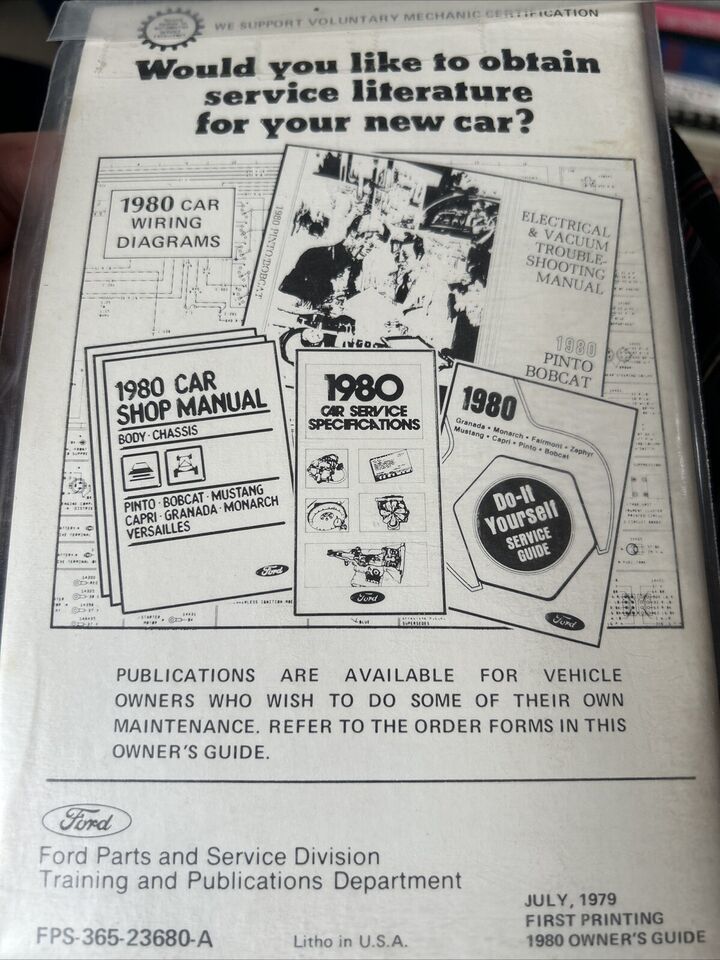 WE SUPPORT VOLUNTARY MECHANIC CERTIFICATION
Would you like to obtain
service literature
for your new car?
1980 CAR
WIRING
DIAGRAMS
1980 PINTO/BOBCAT
ELECTRICAL
& VACUUM
TROUBLE-
SHOOTING
MANUAL
1980
PINTO
BOBCAT
1980 CAR
SHOP MANUAL
BODY · CHASSIS
PINTO · BOBCAT · MUSTANG
CAPRI · GRANADA · MONARCH
VERSAILLES
Ford
1980
CAR SERVICE
SPECIFICATIONS
Ford
1980
Granada • Monarch • Fairmont • Zephyr
Mustang • Capri • Pinto • Bobcat
Do-it
Yourself
SERVICE
GUIDE
Ford
PUBLICATIONS ARE AVAILABLE FOR VEHICLE
OWNERS WHO WISH TO DO SOME OF THEIR OWN
MAINTENANCE. REFER TO THE ORDER FORMS IN THIS
OWNER'S GUIDE.
Ford
Ford Parts and Service Division
Training and Publications Department
FPS-365-23680-A
Litho in U.S.A.
JULY, 1979
FIRST PRINTING
1980 OWNER'S GUIDE